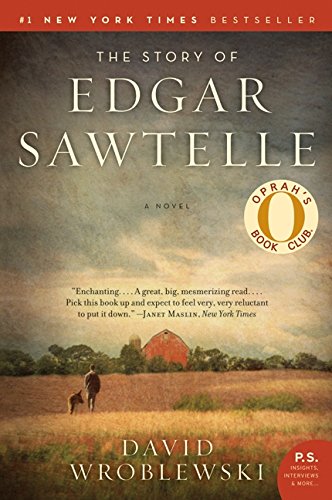 #1 NEW YORK TIMES BESTSELLER
THE STORY OF
EDGAR
SAWTELLE
A NOVEL
OPRAH'S
O
BOOK CLUB®
"Enchanting. . . . A great, big, mesmerizing read. . . .
Pick this book up and expect to feel very, very reluctant
to put it down." —JANET MASLIN, New York Times
DAVID
WROBLEWSKI
P.S.
INSIGHTS,
INTERVIEWS
& MORE...